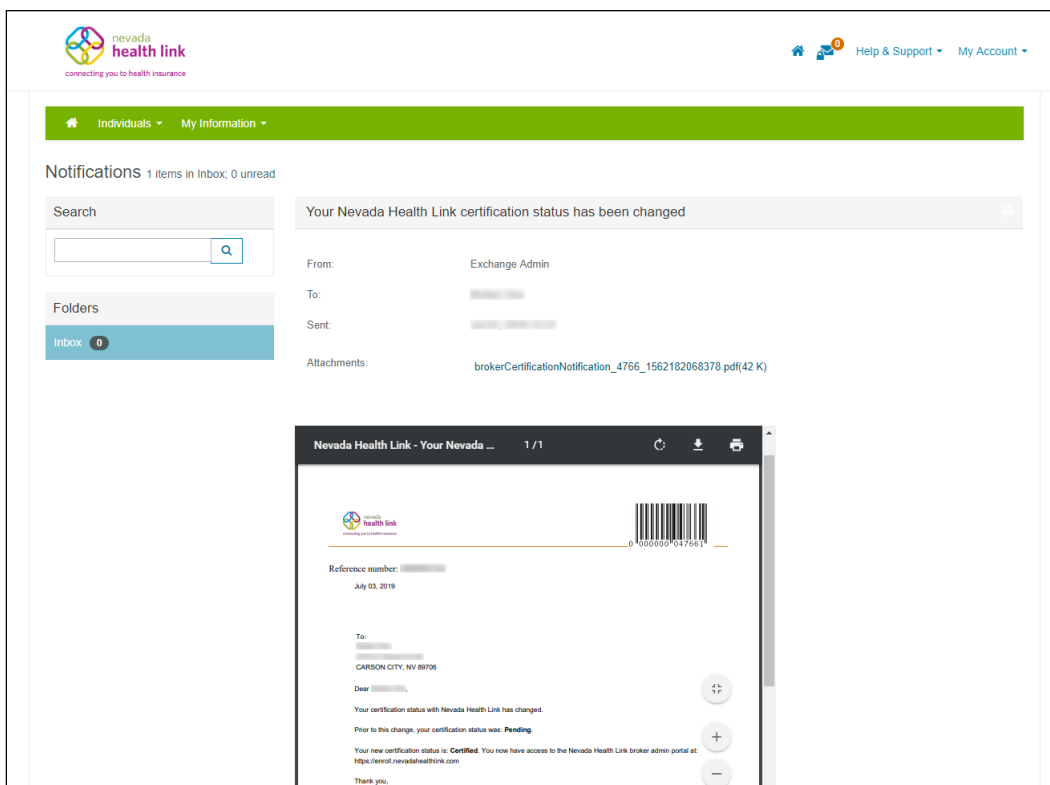 nevada
health link
connecting you to health insurance
0
Help & Support
My Account
Individuals
My Information
Notifications 1 items in Inbox; 0 unread
Search
Folders
Inbox 0
Your Nevada Health Link certification status has been changed
From: Exchange Admin
To:
Sent:
Attachments: brokerCertificationNotification_4766_1562182068378.pdf(42 K)
Nevada Health Link - Your Nevada ... 1 / 1
nevada
health link
connecting you to health insurance
0 000000 047661
Reference number:
July 03, 2019
To:
CARSON CITY, NV 89706
Dear ,
Your certification status with Nevada Health Link has changed.
Prior to this change, your certification status was: Pending.
Your new certification status is: Certified. You now have access to the Nevada Health Link broker admin portal at:
https://enroll.nevadahealthlink.com
Thank you,